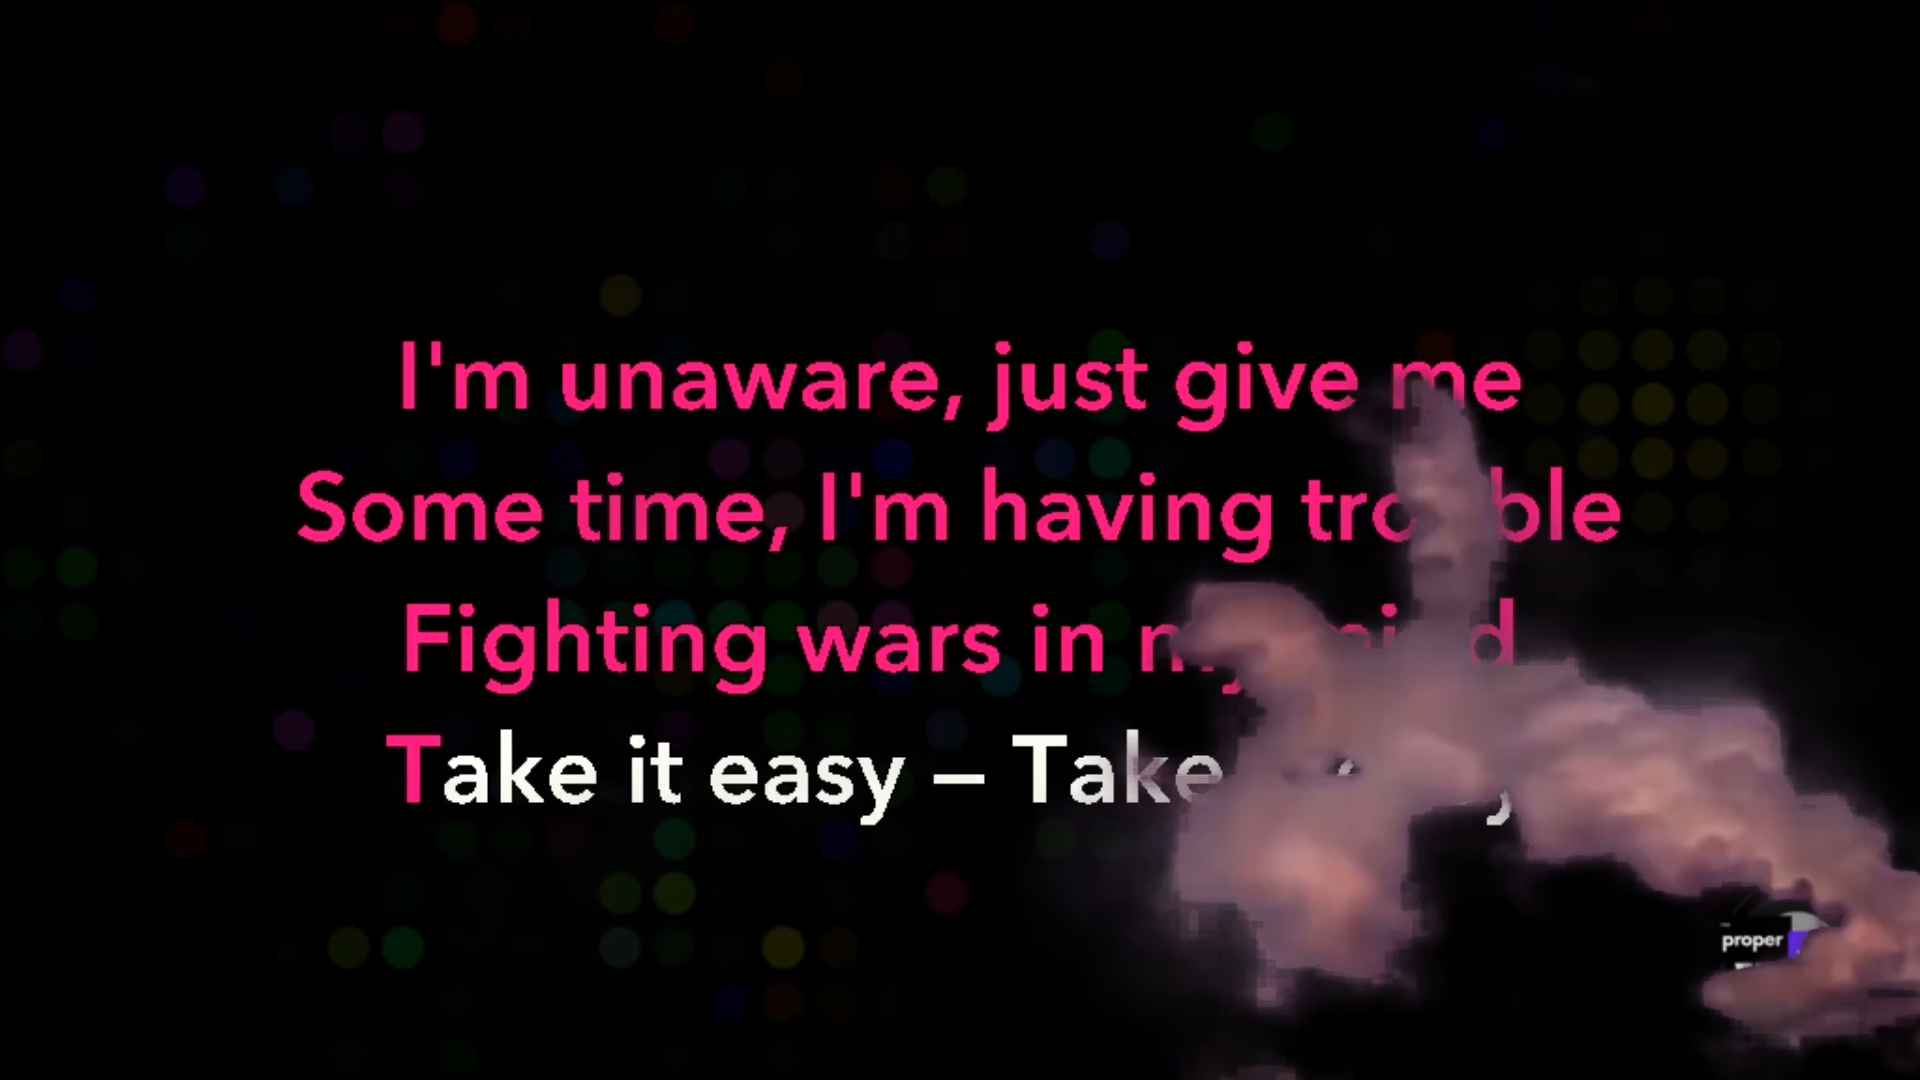 I'm unaware, just give me
Some time, I'm having trouble
Fighting wars in my mind
Take it easy – Take
proper